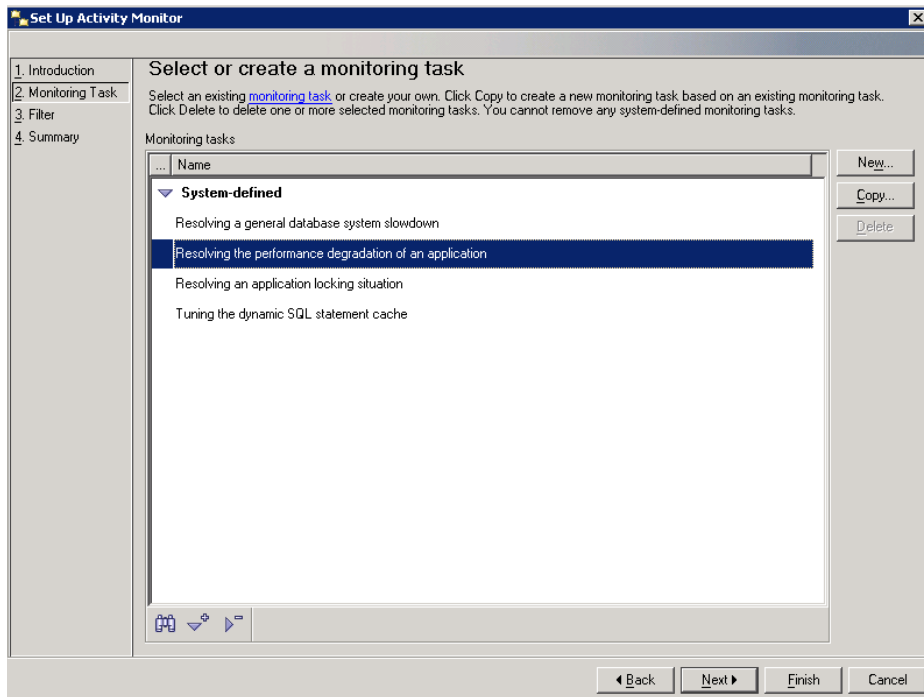 Set Up Activity Monitor
1. Introduction
2. Monitoring Task
3. Filter
4. Summary
Select or create a monitoring task
Select an existing monitoring task or create your own. Click Copy to create a new monitoring task based on an existing monitoring task.
Click Delete to delete one or more selected monitoring tasks. You cannot remove any system-defined monitoring tasks.
Monitoring tasks
... Name
System-defined
Resolving a general database system slowdown
Resolving the performance degradation of an application
Resolving an application locking situation
Tuning the dynamic SQL statement cache
New...
Copy...
Delete
Back Next Finish Cancel